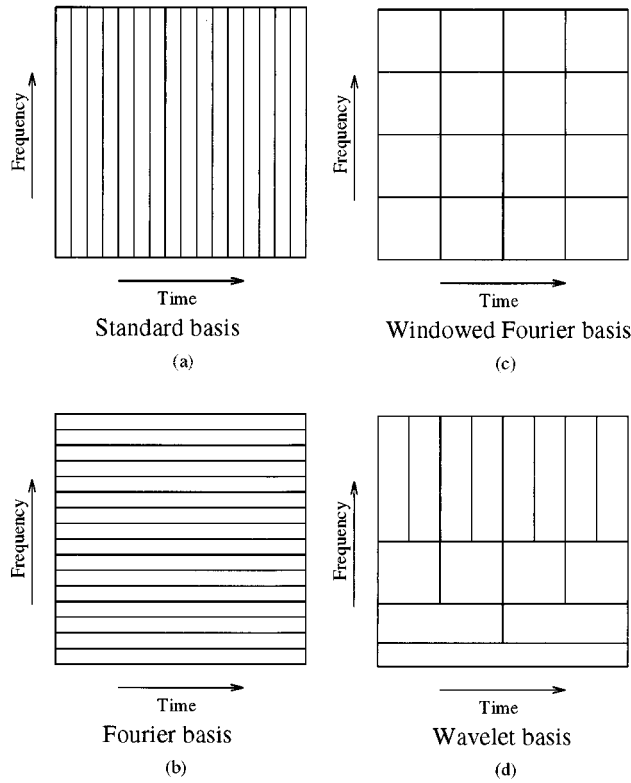 Frequency
Time
Standard basis
(a)
Frequency
Time
Windowed Fourier basis
(c)
Frequency
Time
Fourier basis
(b)
Frequency
Time
Wavelet basis
(d)